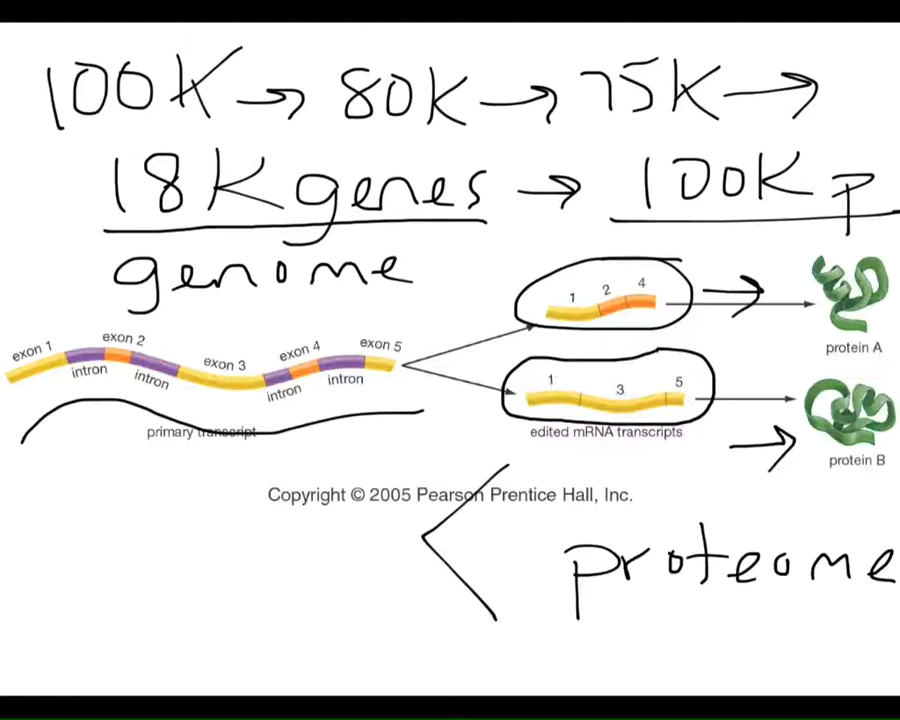 100K → 80K → 75K →
18K genes → 100K p
genome
1 2 4
exon 1 exon 2 exon 3 exon 4 exon 5
intron intron intron intron
protein A
1 3 5
primary transcript
edited mRNA transcripts
protein B
Copyright © 2005 Pearson Prentice Hall, Inc.
proteome